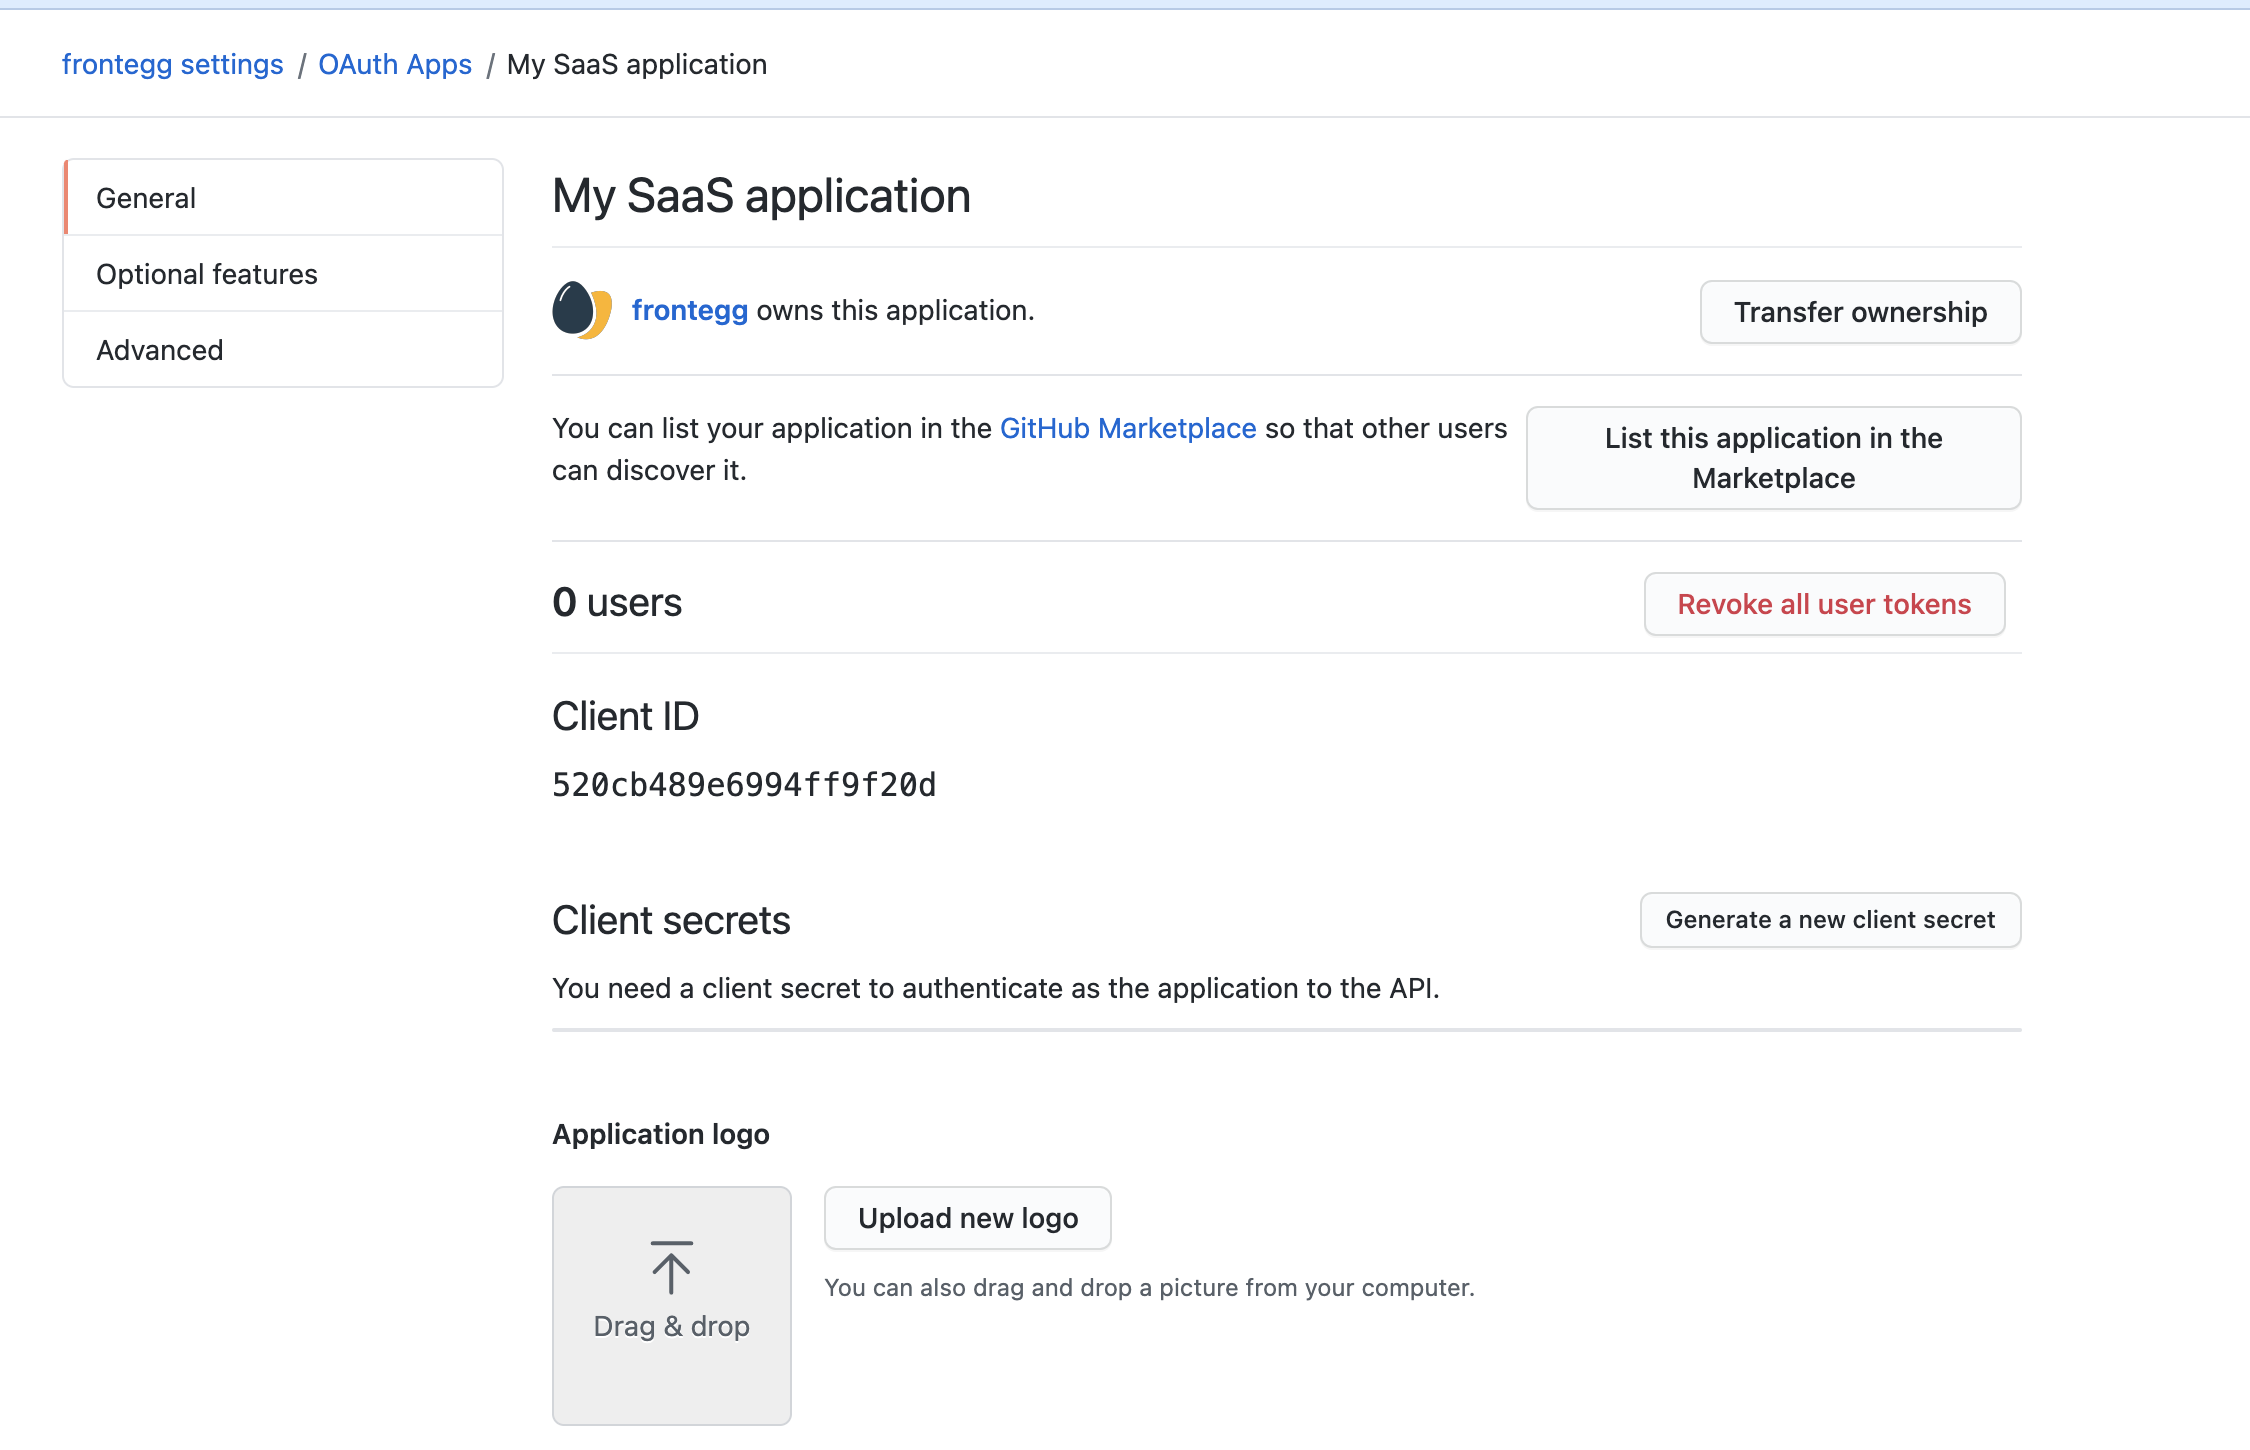 frontegg settings / OAuth Apps / My SaaS application
General
Optional features
Advanced
My SaaS application
frontegg owns this application.
Transfer ownership
You can list your application in the GitHub Marketplace so that other users
can discover it.
List this application in the
Marketplace
0 users
Revoke all user tokens
Client ID
520cb489e6994ff9f20d
Client secrets
Generate a new client secret
You need a client secret to authenticate as the application to the API.
Application logo
Drag & drop
Upload new logo
You can also drag and drop a picture from your computer.